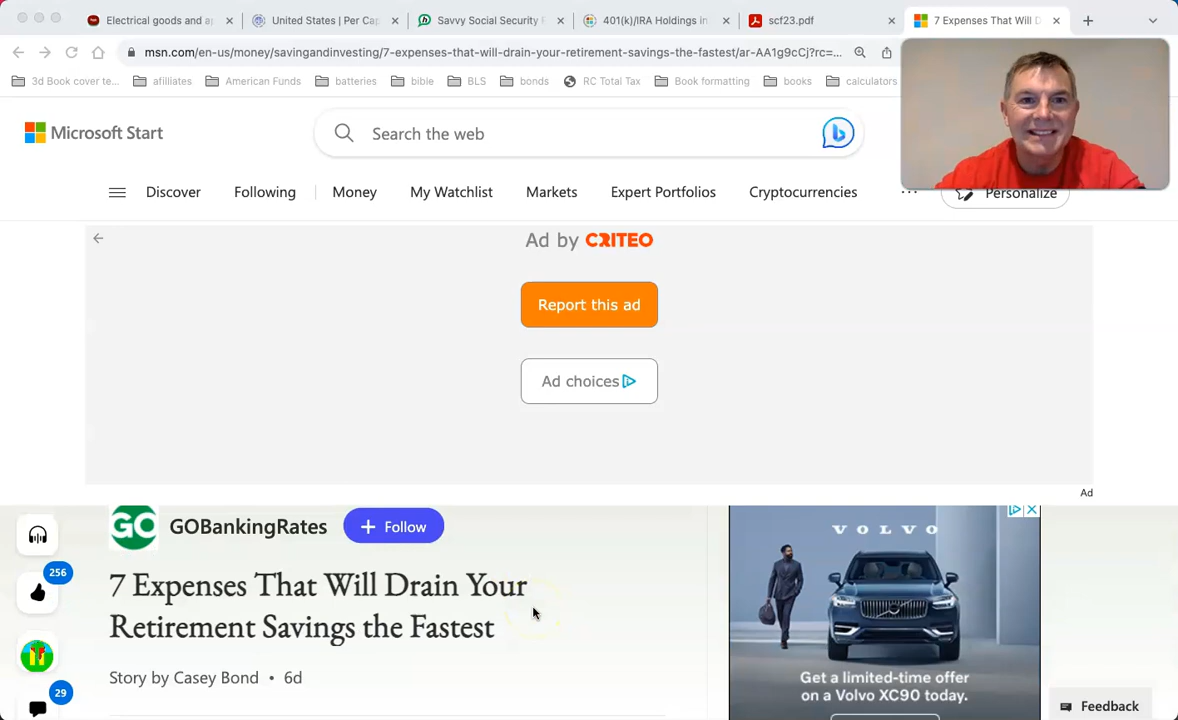 Electrical goods and ap
United States | Per Cap
Savvy Social Security
401(k)/IRA Holdings in
scf23.pdf
7 Expenses That Will D
msn.com/en-us/money/savingandinvesting/7-expenses-that-will-drain-your-retirement-savings-the-fastest/ar-AA1g9cCj?rc=...
3d Book cover te...
afiliiates
American Funds
batteries
bible
BLS
bonds
RC Total Tax
Book formatting
books
calculators
Microsoft Start
Search the web
Discover
Following
Money
My Watchlist
Markets
Expert Portfolios
Cryptocurrencies
...
Personalize
Ad by CRITEO
Report this ad
Ad choices
Ad
GO
GOBankingRates
+ Follow
256
7 Expenses That Will Drain Your
Retirement Savings the Fastest
Story by Casey Bond • 6d
29
VOLVO
Get a limited-time offer
on a Volvo XC90 today.
Feedback